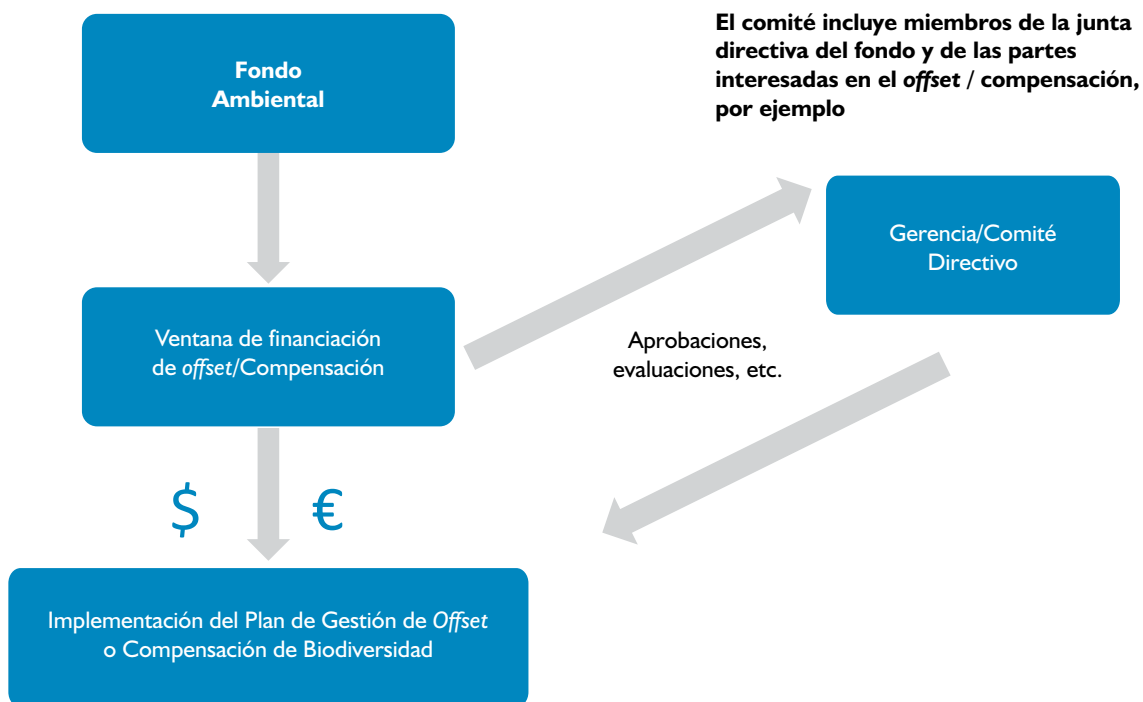 Fondo
Ambiental
El comité incluye miembros de la junta
directiva del fondo y de las partes
interesadas en el offset / compensación,
por ejemplo
Gerencia/Comité
Directivo
Ventana de financiación
de offset/Compensación
Aprobaciones,
evaluaciones, etc.
$ €
Implementación del Plan de Gestión de Offset
o Compensación de Biodiversidad